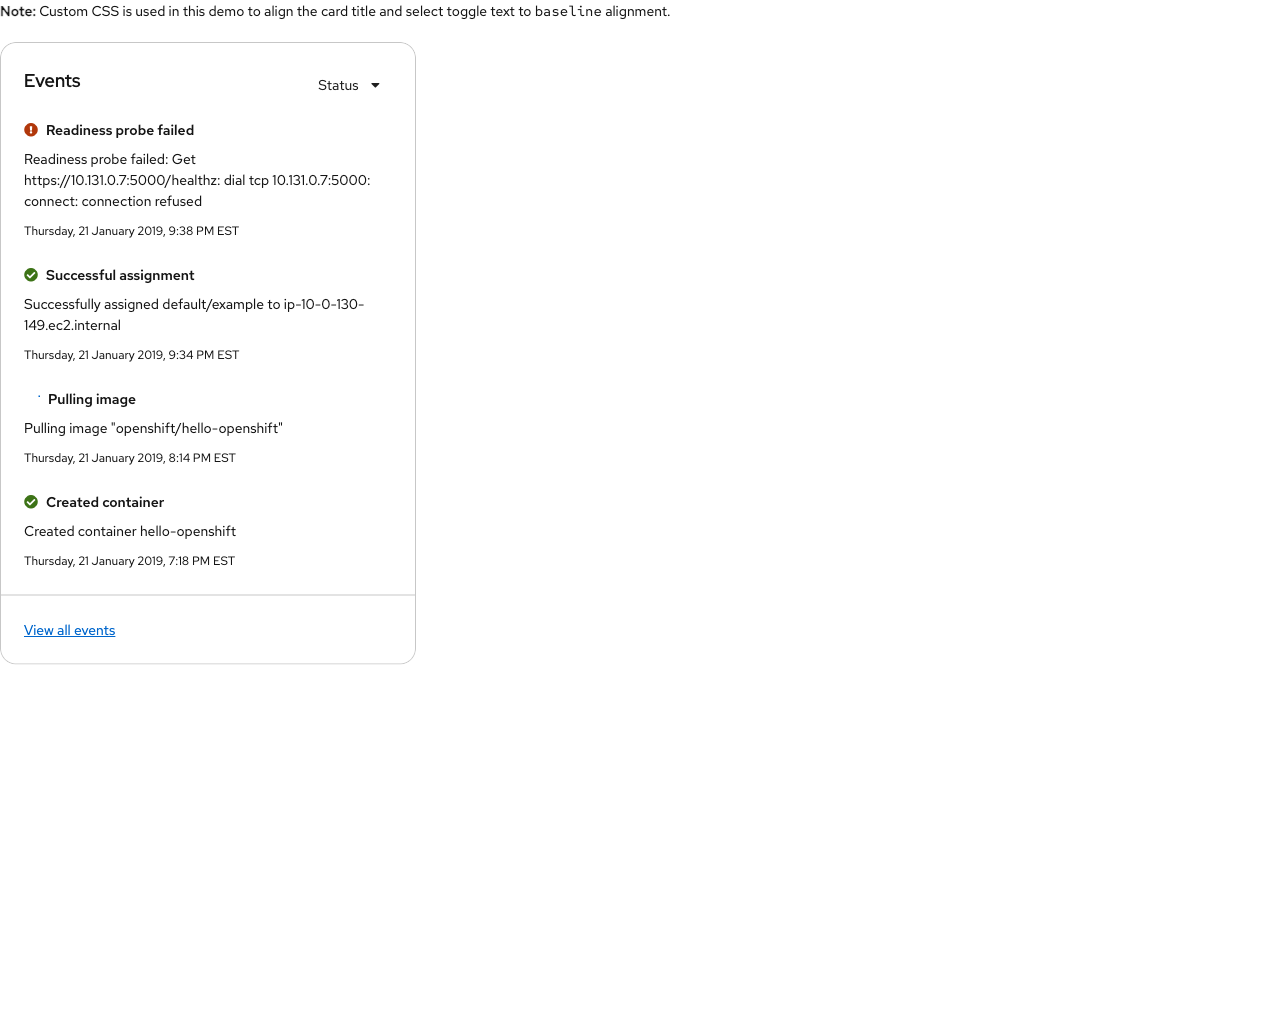 Note: Custom CSS is used in this demo to align the card title and select toggle text to baseline alignment.
Events
Status
Readiness probe failed
Readiness probe failed: Get
https://10.131.0.7:5000/healthz: dial tcp 10.131.0.7:5000:
connect: connection refused
Thursday, 21 January 2019, 9:38 PM EST
Successful assignment
Successfully assigned default/example to ip-10-0-130-
149.ec2.internal
Thursday, 21 January 2019, 9:34 PM EST
Pulling image
Pulling image "openshift/hello-openshift"
Thursday, 21 January 2019, 8:14 PM EST
Created container
Created container hello-openshift
Thursday, 21 January 2019, 7:18 PM EST
View all events